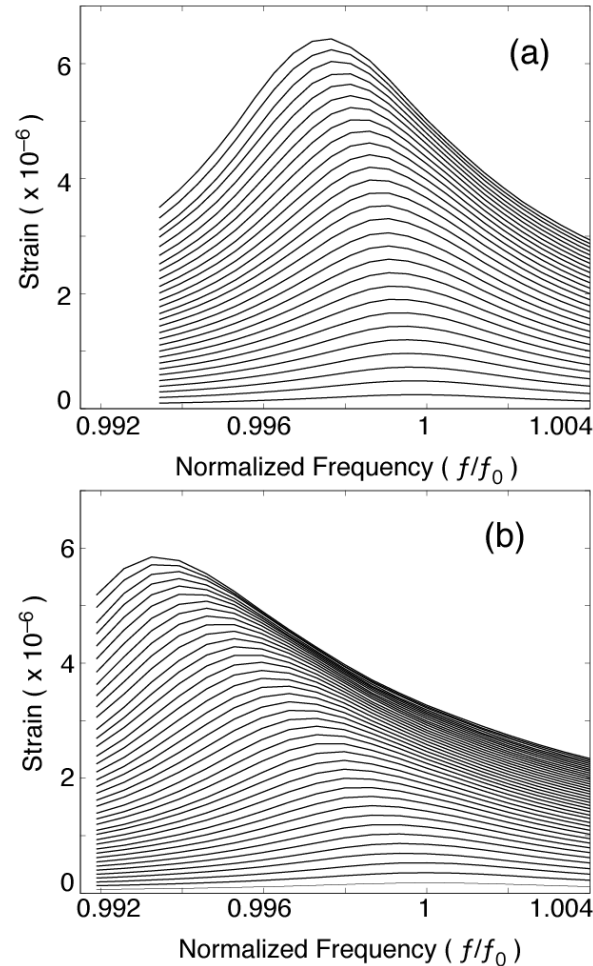 (a)
6
4
2
0
Strain ( x 10⁻⁶ )
0.992 0.996 1 1.004
Normalized Frequency ( f/f₀ )
(b)
6
4
2
0
Strain ( x 10⁻⁶ )
0.992 0.996 1 1.004
Normalized Frequency ( f/f₀ )